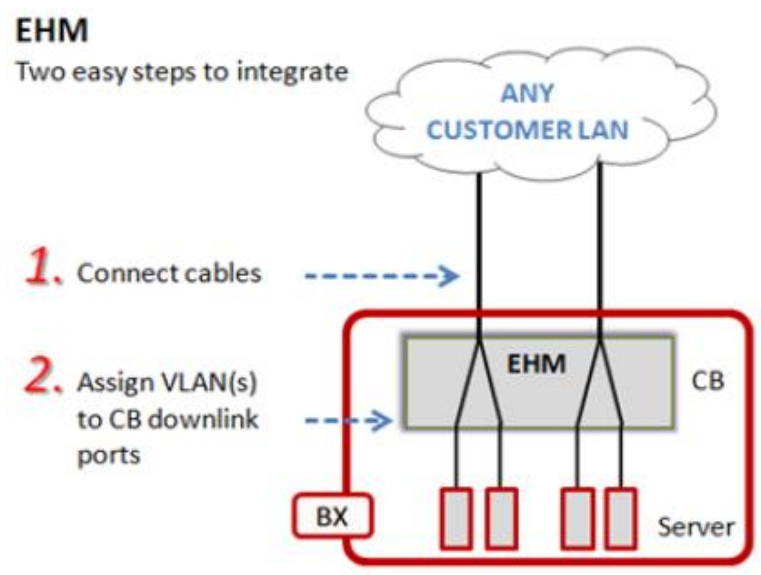 EHM
Two easy steps to integrate
ANY
CUSTOMER LAN
1. Connect cables
EHM
CB
2. Assign VLAN(s)
to CB downlink
ports
BX
Server